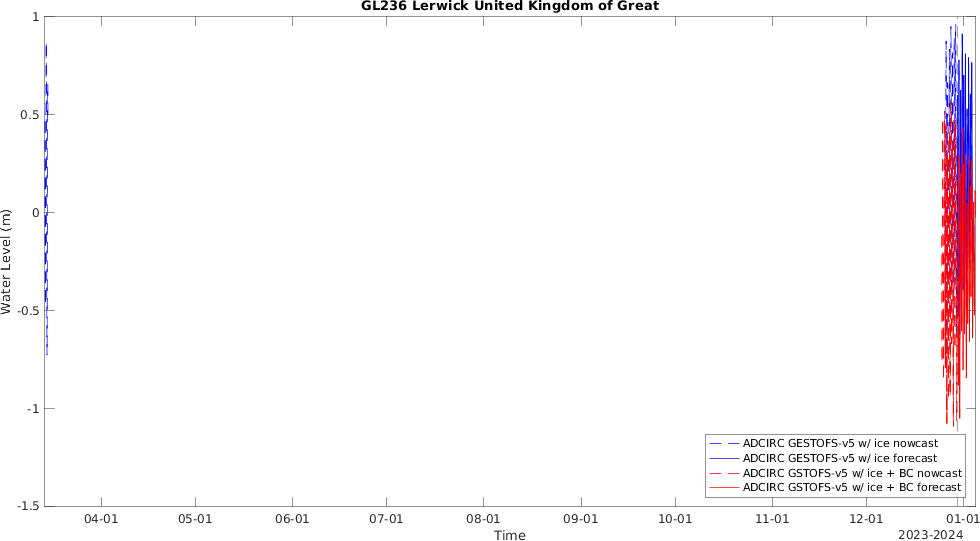 GL236 Lerwick United Kingdom of Great
1
0.5
0
-0.5
-1
-1.5
Water Level (m)
ADCIRC GESTOFS-v5 w/ ice nowcast
ADCIRC GESTOFS-v5 w/ ice forecast
ADCIRC GSTOFS-v5 w/ ice + BC nowcast
ADCIRC GSTOFS-v5 w/ ice + BC forecast
04-01 05-01 06-01 07-01 08-01 09-01 10-01 11-01 12-01 01-01
Time
2023-2024